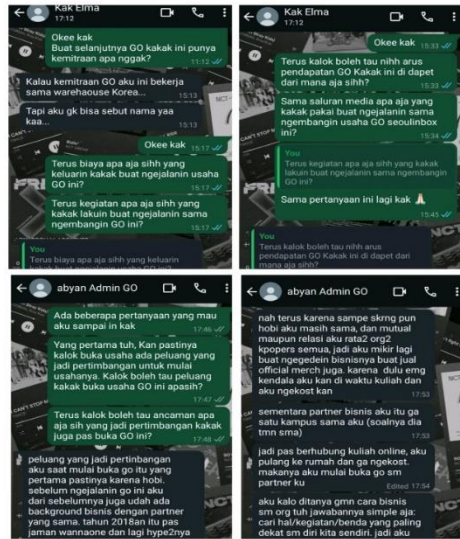 Kak Elma
17:12
Okee kak
Buat selanjutnya GO kakak ini punya
kemitraan apa nggak?
11:12
Kalau kemitraan GO aku ini bekerja
sama warehaouse Korea...
15:13
Tapi aku gk bisa sebut nama yaa
kaa...
15:13
Okee kak
15:17
Terus biaya apa aja sihh yang
keluarin kakak buat ngejalanin usaha
GO ini?
15:17
Terus kegiatan apa aja sihh yang
kakak lakuin buat ngejalanin sama
ngembangin GO ini?
15:17
You
Terus biaya apa aja sihh yang keluarin
kakak buat ngejalanin usaha GO ini?
Kak Elma
17:12
Okee kak
15:33
Terus kalok boleh tau nihh arus
pendapatan GO Kakak ini di dapet
dari mana aja sihh?
15:33
Sama saluran media apa aja yang
kakak pakai buat ngejalanin sama
ngembangin usaha GO seoulinbox
ini?
15:34
You
Terus kegiatan apa aja sihh yang kakak
lakuin buat ngejalanin sama ngembangin
GO ini?
Sama pertanyaan ini lagi kak 🙏🏻
15:45
You
Terus kalok boleh tau nihh arus
pendapatan GO Kakak ini di dapet dari
mana aja sihh?
abyan Admin GO
Ada beberapa pertanyaan yang mau
aku sampai in kak
17:46
Yang pertama tuh, Kan pastinya
kalok buka usaha ada peluang yang
jadi pertimbangan untuk mulai
usahanya. Kalok boleh tau peluang
kakak buka usaha GO ini apasih?
17:47
Terus kalok boleh tau ancaman apa
aja sih yang jadi pertimbangan kakak
juga pas buka GO ini?
17:48
peluang yang jadi pertinbangan
aku saat mulai buka go itu yang
pertama pastinya karena hobi.
sebelum ngejalanin go ini aku
dari sebelumnya juga udah ada
background bisnis dengan partner
yang sama. tahun 2018an itu pas
jaman wannaone dan lagi hype2nya
abyan Admin GO
nah terus karena sampe skrng pun
hobi aku masih sama, dan mutual
maupun relasi aku rata2 org2
kpopers semua, jadi aku mikir lagi
buat ngegedein bisnisnya buat jual
official merch juga. karena dulu emg
kendala aku kan di waktu kuliah dan
aku ngekost kan
17:53
sementara partner bisnis aku itu ga
satu kampus sama aku (soalnya dia
tmn sma)
17:53
jadi pas berhubung kuliah online, aku
pulang ke rumah dan ga ngekost.
makanya aku mulai buka go sm
partner ku
Edited 17:54
aku kalo ditanya gmn cara bisnis
sm org tuh jawabannya simple aja:
cari hal/kegiatan/benda yang paling
dekat sm diri kita sendiri. jadi aku